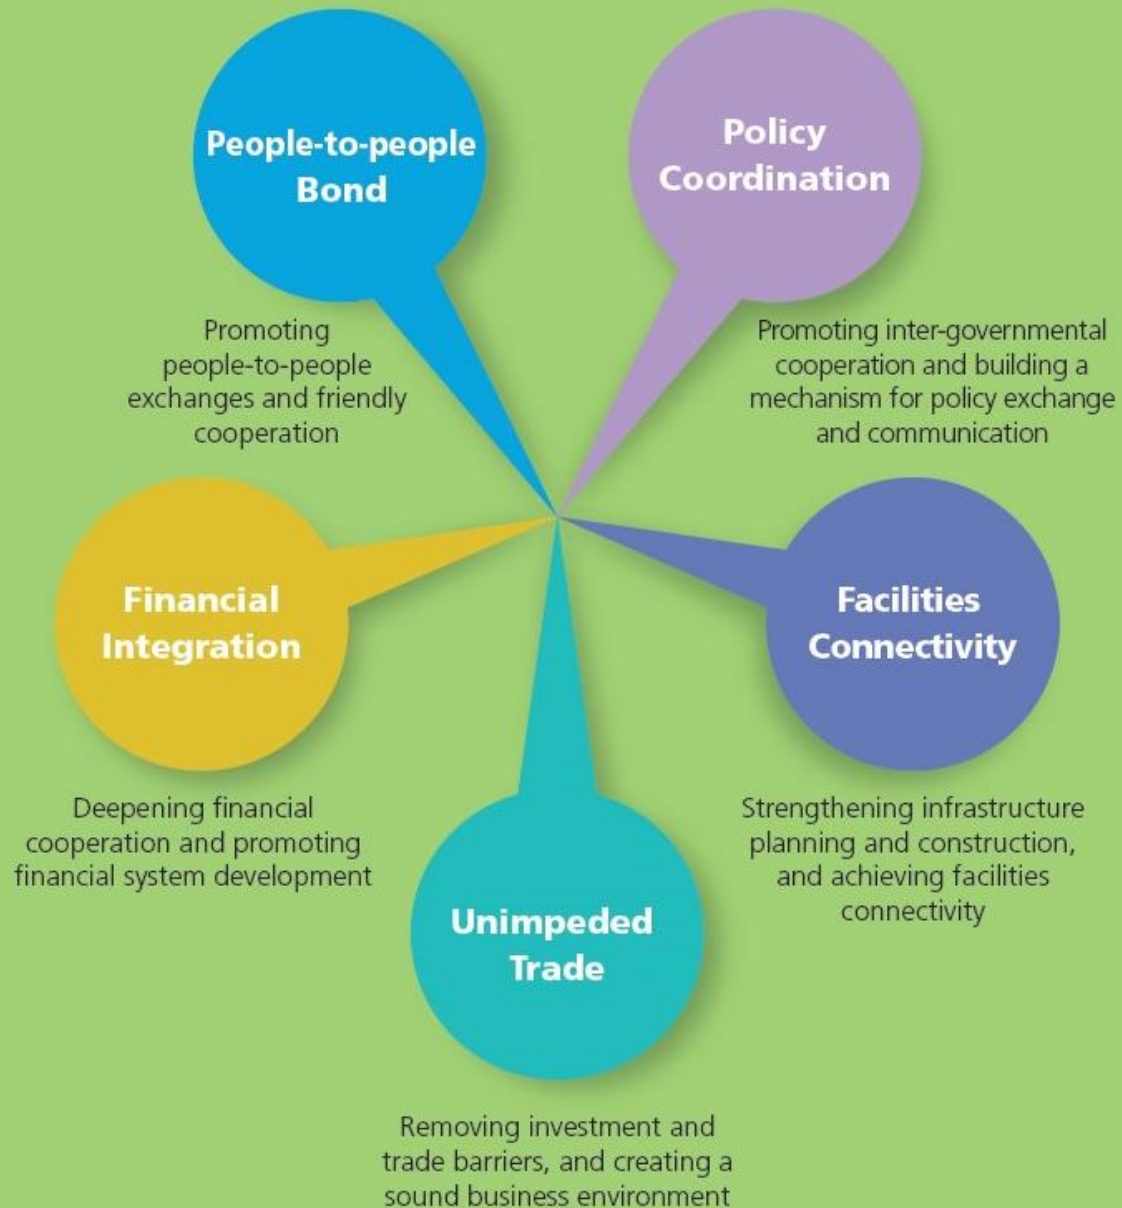 People-to-people
Bond
Promoting
people-to-people
exchanges and friendly
cooperation
Policy
Coordination
Promoting inter-governmental
cooperation and building a
mechanism for policy exchange
and communication
Financial
Integration
Deepening financial
cooperation and promoting
financial system development
Facilities
Connectivity
Strengthening infrastructure
planning and construction,
and achieving facilities
connectivity
Unimpeded
Trade
Removing investment and
trade barriers, and creating a
sound business environment